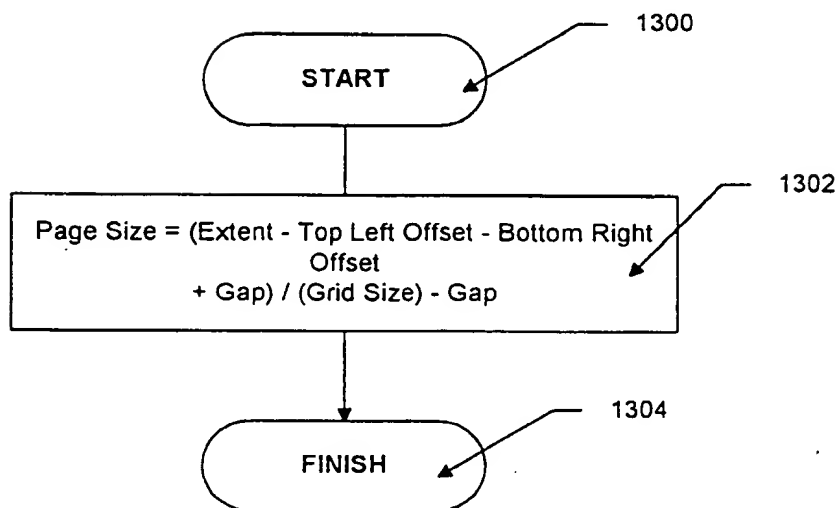 1300
START
1302
Page Size = (Extent - Top Left Offset - Bottom Right
Offset
+ Gap) / (Grid Size) - Gap
1304
FINISH